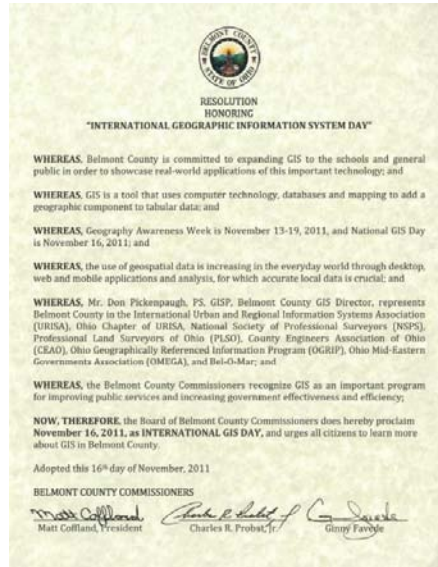 BELMONT COUNTY
STATE OF OHIO
RESOLUTION
HONORING
"INTERNATIONAL GEOGRAPHIC INFORMATION SYSTEM DAY"
WHEREAS, Belmont County is committed to expanding GIS to the schools and general
public in order to showcase real-world applications of this important technology; and
WHEREAS, GIS is a tool that uses computer technology, databases and mapping to add a
geographic component to tabular data; and
WHEREAS, Geography Awareness Week is November 13-19, 2011, and National GIS Day
is November 16, 2011; and
WHEREAS, the use of geospatial data is increasing in the everyday world through desktop,
web and mobile applications and analysis, for which accurate local data is crucial; and
WHEREAS, Mr. Don Pickenpaugh, PS, GISP, Belmont County GIS Director, represents
Belmont County in the International Urban and Regional Information Systems Association
(URISA), Ohio Chapter of URISA, National Society of Professional Surveyors (NSPS),
Professional Land Surveyors of Ohio (PLSO), County Engineers Association of Ohio
(CEAO), Ohio Geographically Referenced Information Program (OGRIP), Ohio Mid-Eastern
Governments Association (OMEGA), and Bel-O-Mar; and
WHEREAS, the Belmont County Commissioners recognize GIS as an important program
for improving public services and increasing government effectiveness and efficiency;
NOW, THEREFORE, the Board of Belmont County Commissioners does hereby proclaim
November 16, 2011, as INTERNATIONAL GIS DAY, and urges all citizens to learn more
about GIS in Belmont County.
Adopted this 16th day of November, 2011
BELMONT COUNTY COMMISSIONERS
Matt Coffland Charles R. Probst, Jr. Ginny Favede
Matt Coffland, President Charles R. Probst, Jr. Ginny Favede